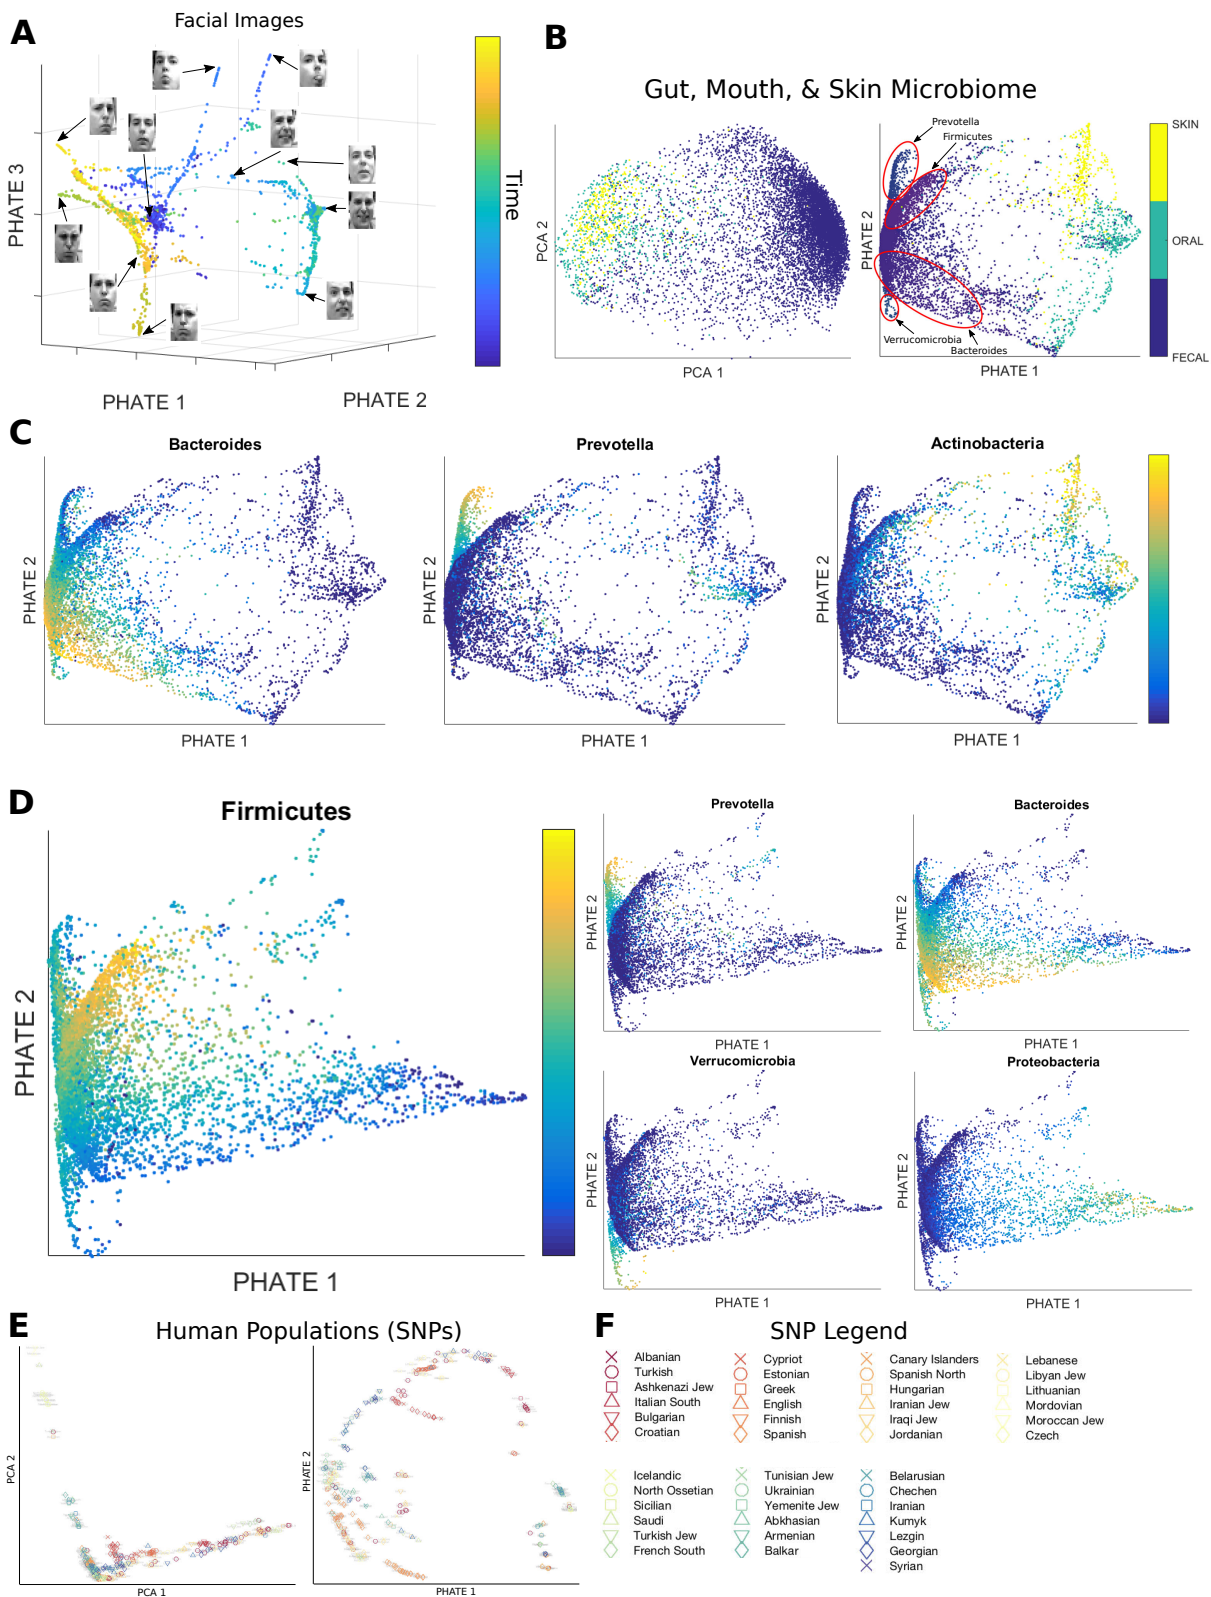 A
Facial Images
PHATE 3
PHATE 1
PHATE 2
Time
B
Gut, Mouth, & Skin Microbiome
PCA 2
PCA 1
Prevotella
Firmicutes
PHATE 2
Verrucomicrobia
Bacteroides
PHATE 1
SKIN
ORAL
FECAL
C
Bacteroides
PHATE 2
PHATE 1
Prevotella
PHATE 2
PHATE 1
Actinobacteria
PHATE 2
PHATE 1
D
Firmicutes
PHATE 2
PHATE 1
Prevotella
PHATE 2
PHATE 1
Bacteroides
PHATE 2
PHATE 1
Verrucomicrobia
PHATE 2
PHATE 1
Proteobacteria
PHATE 2
PHATE 1
E
Human Populations (SNPs)
PCA 2
PCA 1
PHATE 2
PHATE 1
F
SNP Legend
Albanian
Turkish
Ashkenazi Jew
Italian South
Bulgarian
Croatian
Cypriot
Estonian
Greek
English
Finnish
Spanish
Canary Islanders
Spanish North
Hungarian
Iranian Jew
Iraqi Jew
Jordanian
Lebanese
Libyan Jew
Lithuanian
Mordovian
Moroccan Jew
Czech
Icelandic
North Ossetian
Sicilian
Saudi
Turkish Jew
French South
Tunisian Jew
Ukrainian
Yemenite Jew
Abkhasian
Armenian
Balkar
Belarusian
Chechen
Iranian
Kumyk
Lezgin
Georgian
Syrian